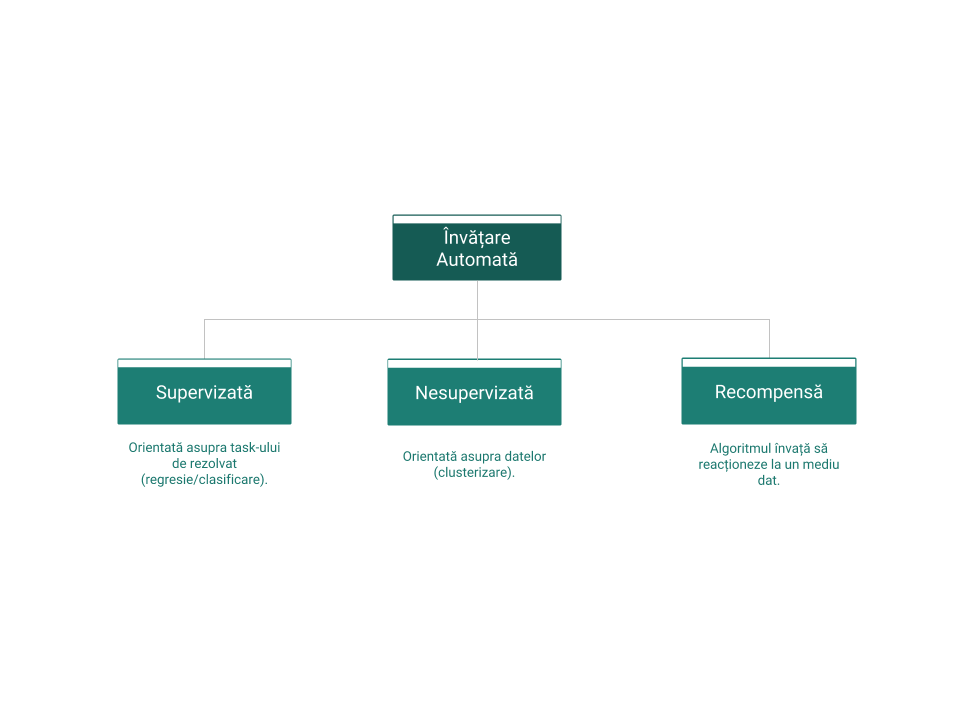 Învățare
Automată
Supervizată
Orientată asupra task-ului
de rezolvat
(regresie/clasificare).
Nesupervizată
Orientată asupra datelor
(clusterizare).
Recompensă
Algoritmul învață să
reacționeze la un mediu
dat.